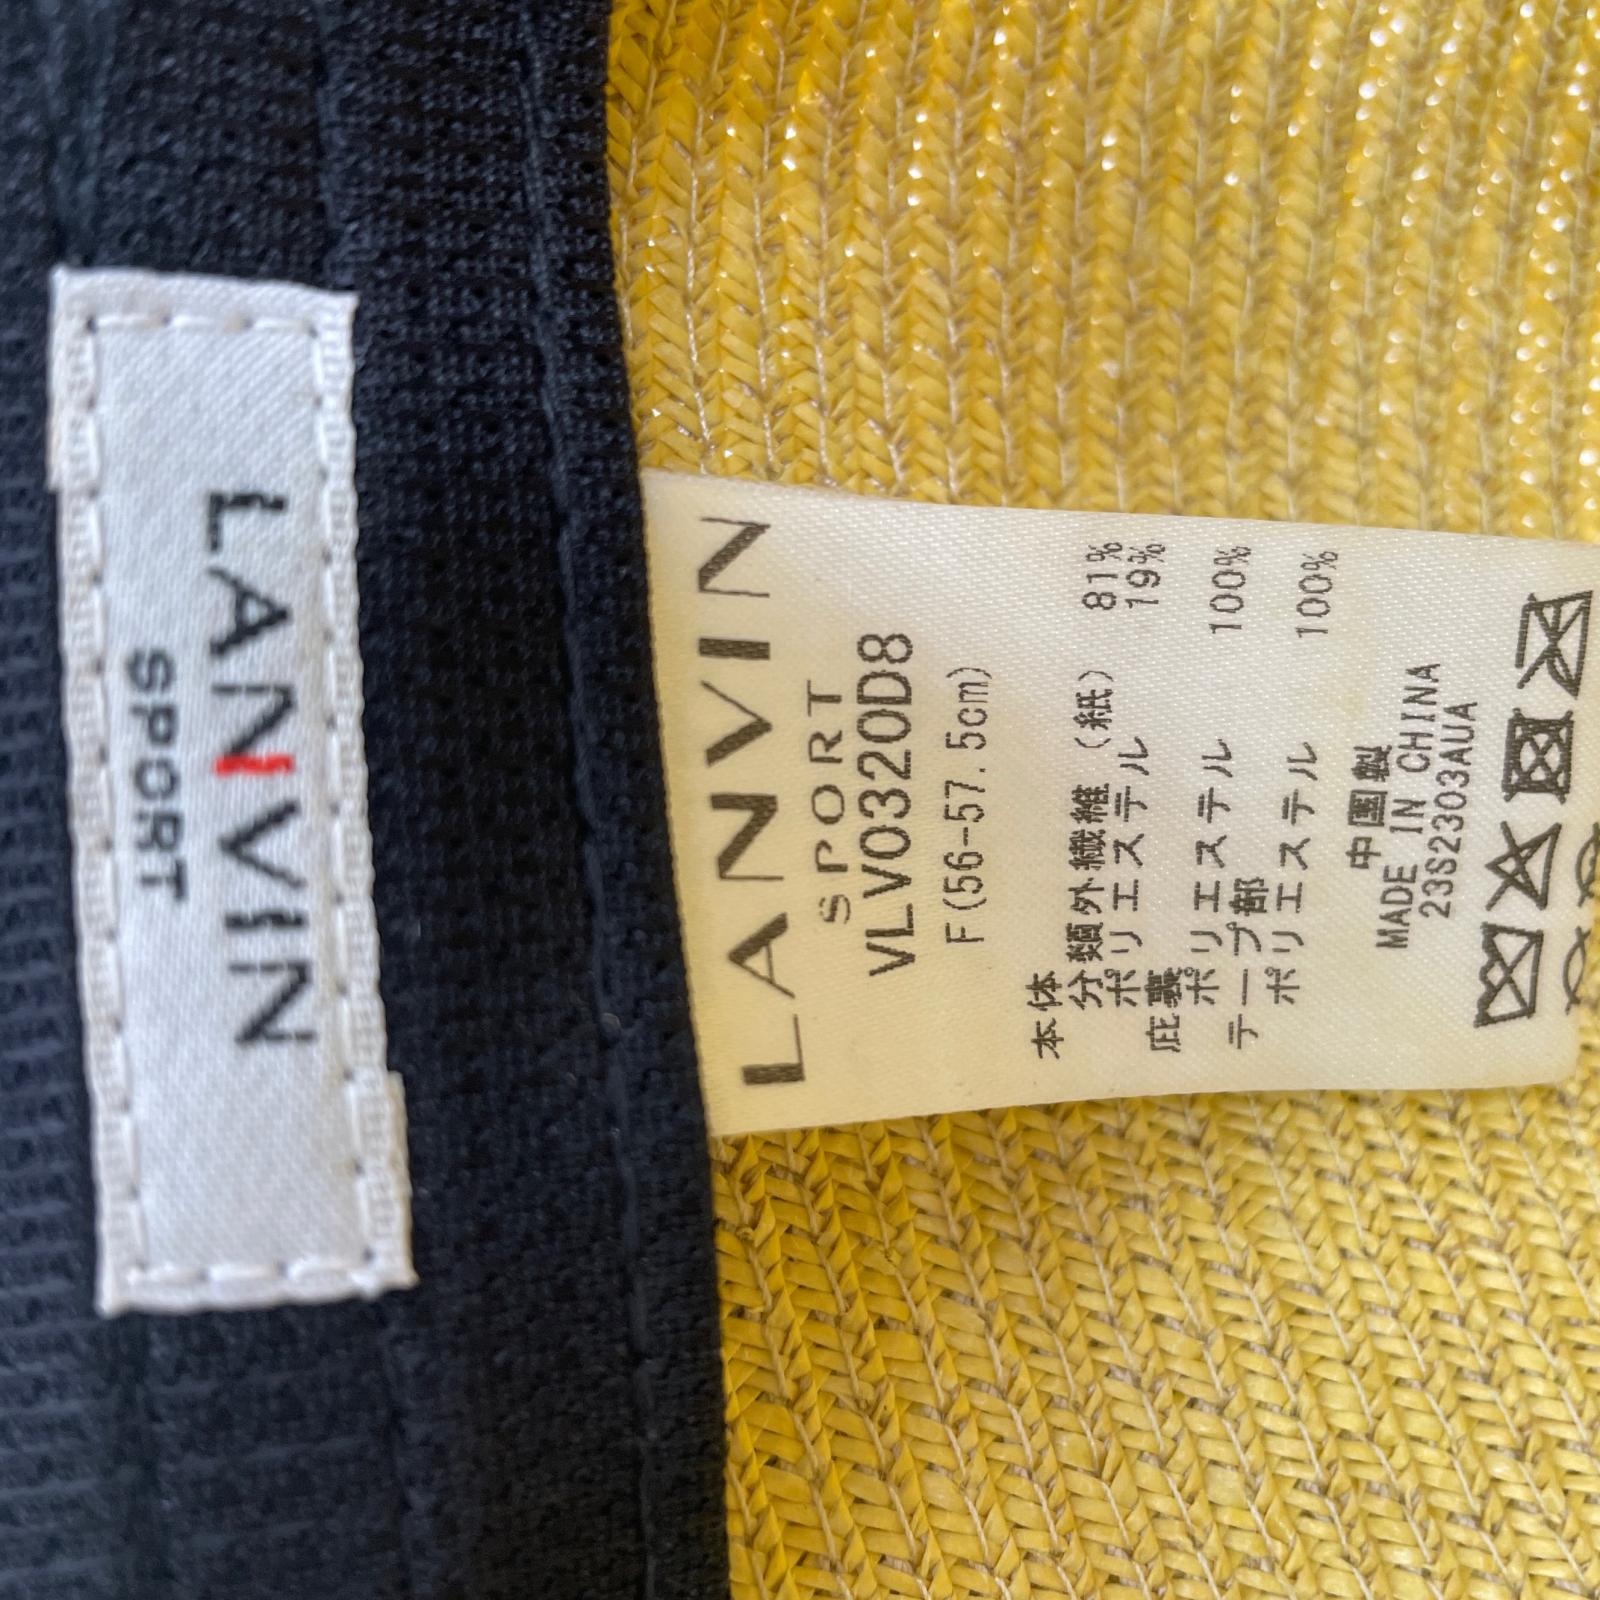 LANVIN
SPORT
LANVIN
SPORT
VLV0320D8
F(56-57.5cm)
本体
分類外繊維(紙) 81%
ポリエステル 19%
庇裏
ポリエステル 100%
テープ部
ポリエステル 100%
中国製
MADE IN CHINA
23S2303AUA